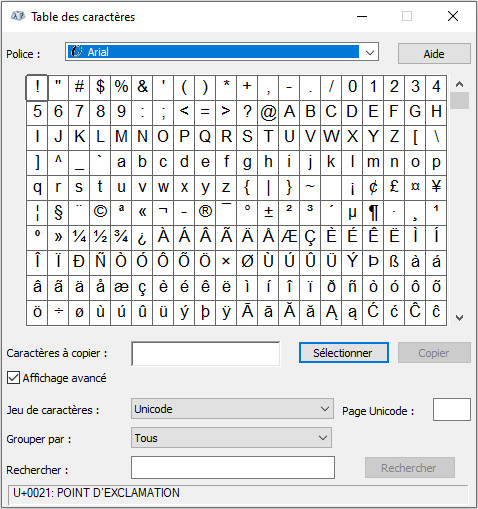 Table des caractères
Police : Arial Aide
! " # $ % & ' ( ) * + , - . / 0 1 2 3 4
5 6 7 8 9 : ; < = > ? @ A B C D E F G H
I J K L M N O P Q R S T U V W X Y Z [ \
] ^ _ ` a b c d e f g h i j k l m n o p
q r s t u v w x y z { | } ~ ¡ ¢ £ ¤ ¥
¦ § ¨ © ª « ¬ - ® ¯ ° ± ² ³ ´ µ ¶ · ¸ ¹
º » ¼ ½ ¾ ¿ À Á Â Ã Ä Å Æ Ç È É Ê Ë Ì Í
Î Ï Ð Ñ Ò Ó Ô Õ Ö × Ø Ù Ú Û Ü Ý Þ ß à á
â ã ä å æ ç è é ê ë ì í î ï ð ñ ò ó ô õ
ö ÷ ø ù ú û ü ý þ ÿ Ā ā Ă ă Ą ą Ć ć Ĉ ĉ
Caractères à copier : Sélectionner Copier
Affichage avancé
Jeu de caractères : Unicode Page Unicode :
Grouper par : Tous
Rechercher : Rechercher
U+0021: POINT D'EXCLAMATION